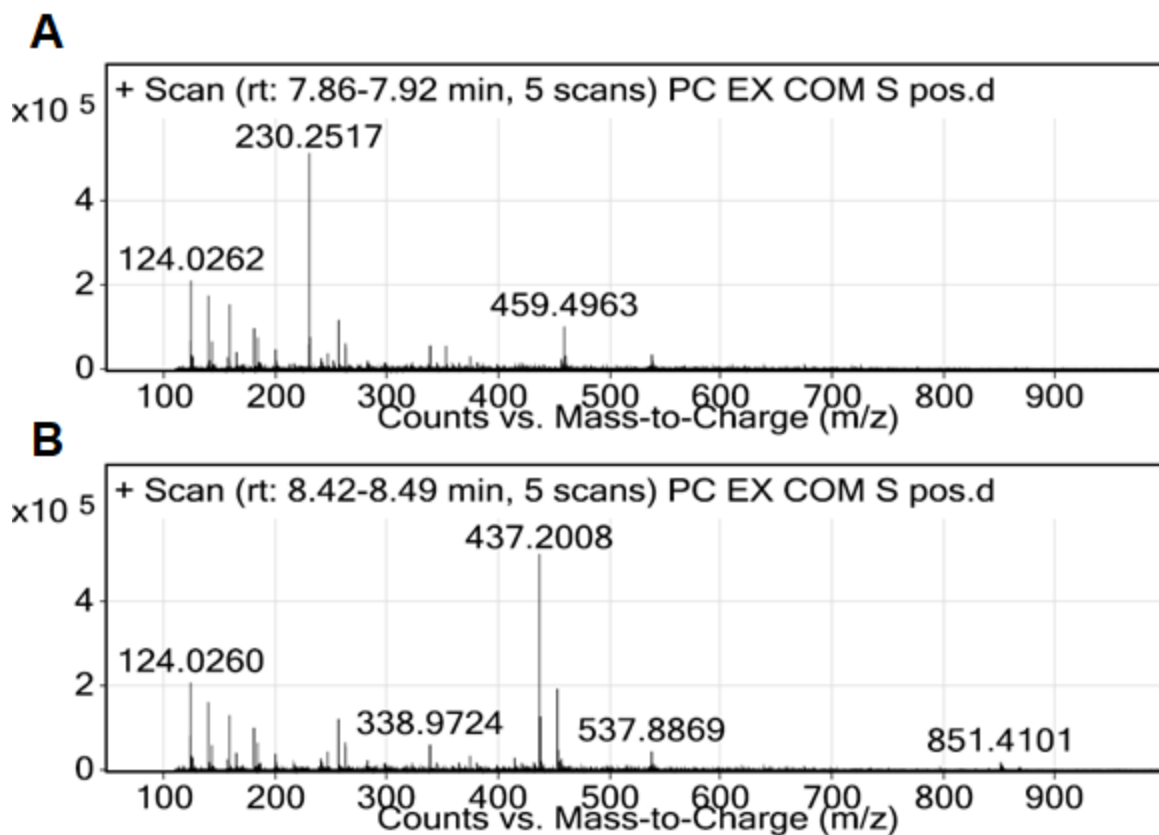 A
+ Scan (rt: 7.86-7.92 min, 5 scans) PC EX COM S pos.d
x10 5
230.2517
4
124.0262
2
459.4963
0
100 200 300 400 500 600 700 800 900
Counts vs. Mass-to-Charge (m/z)
B
+ Scan (rt: 8.42-8.49 min, 5 scans) PC EX COM S pos.d
x10 5
437.2008
4
124.0260
2
338.9724
537.8869
851.4101
0
100 200 300 400 500 600 700 800 900
Counts vs. Mass-to-Charge (m/z)